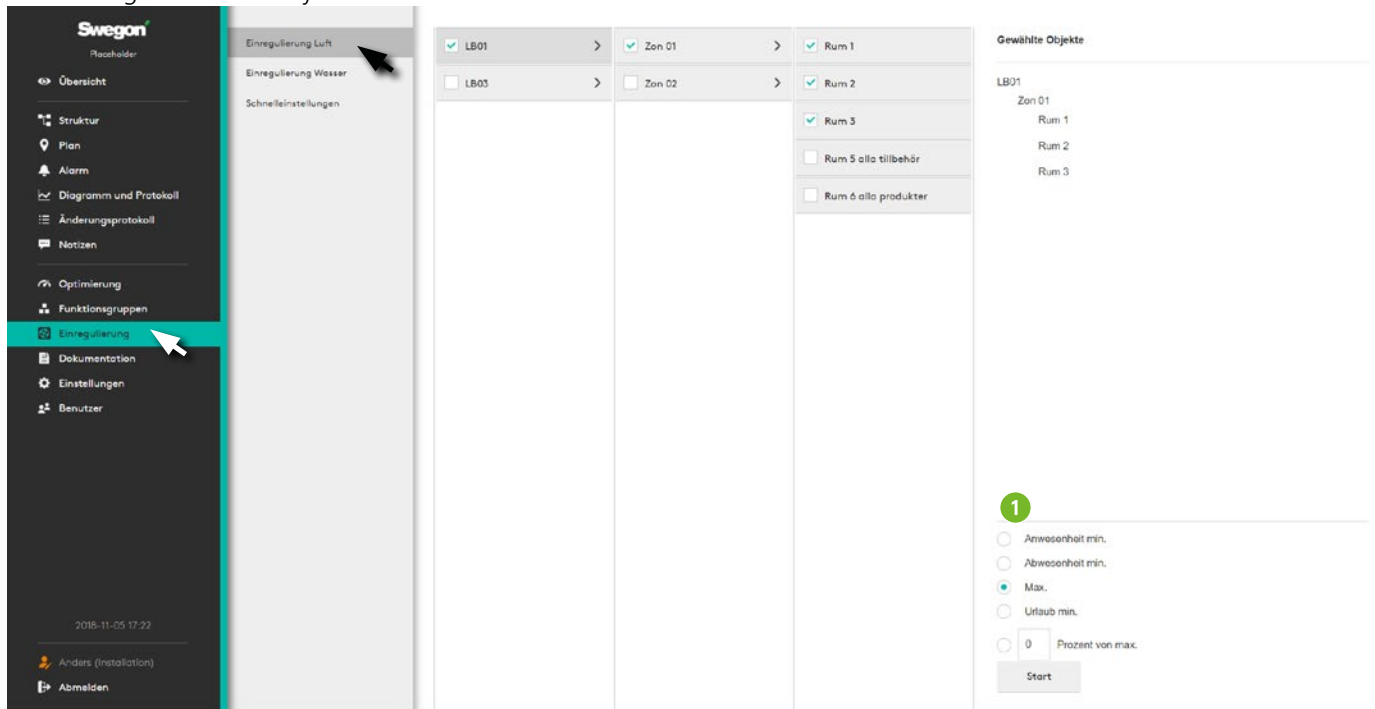 Swegon
Placeholder
Übersicht
Struktur
Plan
Alarm
Diagramm und Protokoll
Änderungsprotokoll
Notizen
Optimierung
Funktionsgruppen
Einregulierung
Dokumentation
Einstellungen
Benutzer
2018-11-05 17:22
Anders (Installation)
Abmelden
Einregulierung Luft
Einregulierung Wasser
Schnelleinstellungen
LB01
LB03
Zon 01
Zon 02
Rum 1
Rum 2
Rum 3
Rum 5 alla tillbehör
Rum 6 alla produkter
Gewählte Objekte
LB01
Zon 01
Rum 1
Rum 2
Rum 3
1
Anwesenheit min.
Abwesenheit min.
Max.
Urlaub min.
0 Prozent von max.
Start